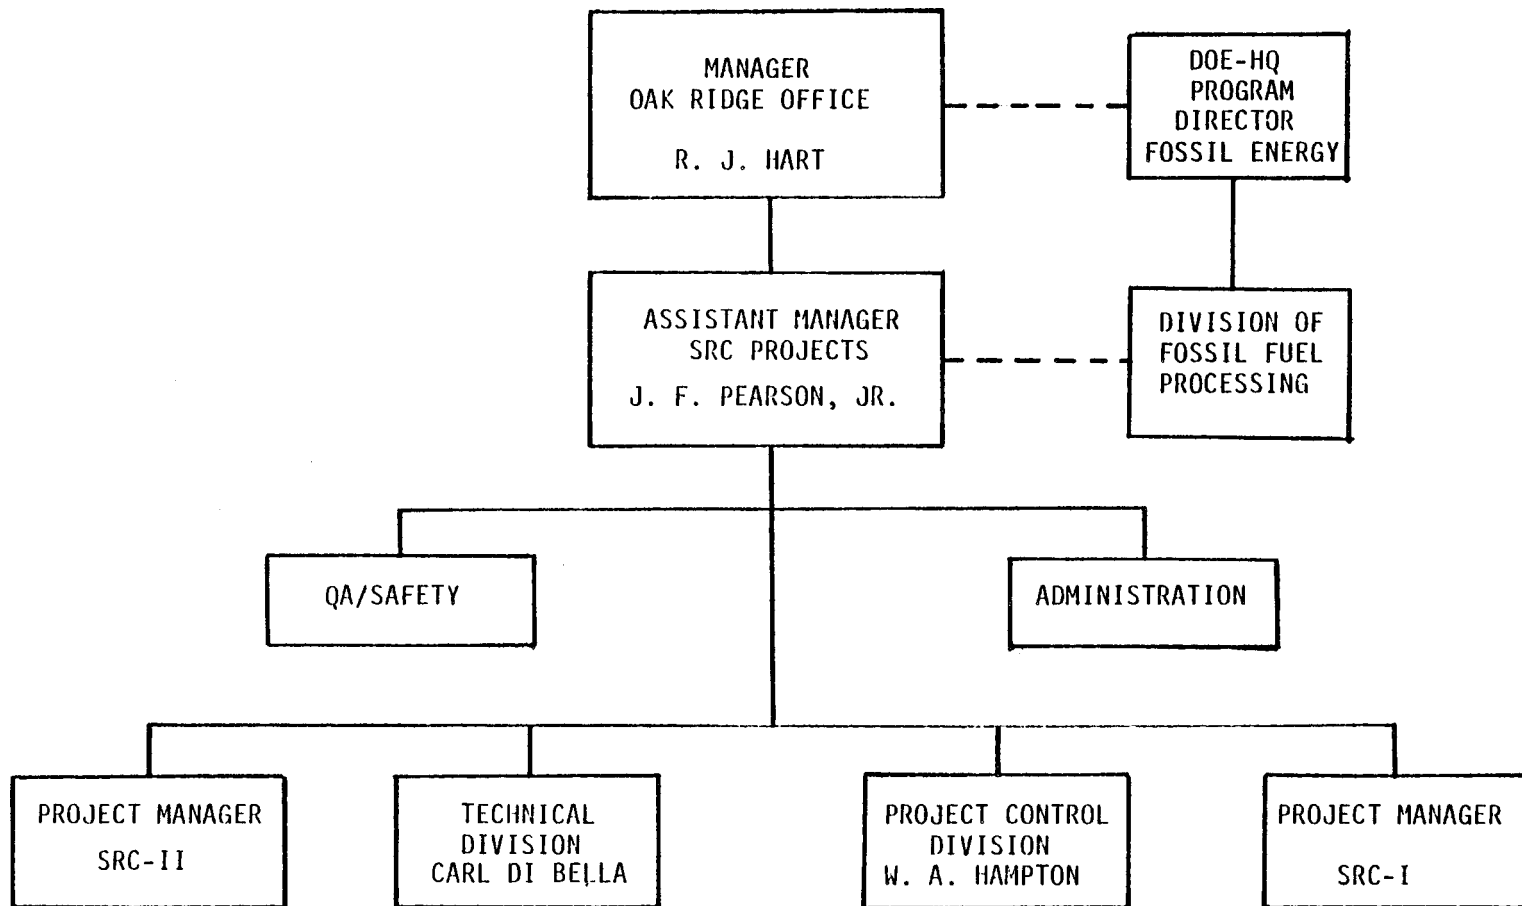 MANAGER
OAK RIDGE OFFICE
R. J. HART
DOE-HQ
PROGRAM
DIRECTOR
FOSSIL ENERGY
ASSISTANT MANAGER
SRC PROJECTS
J. F. PEARSON, JR.
DIVISION OF
FOSSIL FUEL
PROCESSING
QA/SAFETY
ADMINISTRATION
PROJECT MANAGER
SRC-II
TECHNICAL
DIVISION
CARL DI BELLA
PROJECT CONTROL
DIVISION
W. A. HAMPTON
PROJECT MANAGER
SRC-I